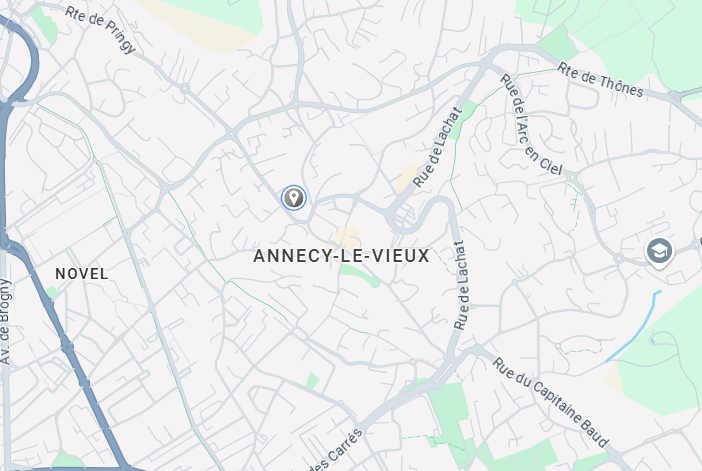 Rte de Pringy
Rte de Thônes
Rue de l'Arc en Ciel
Rue de Lachat
ANNECY-LE-VIEUX
NOVEL
Rue de Lachat
Av. de Brogny
Rue du Capitaine Baud
des Carrés